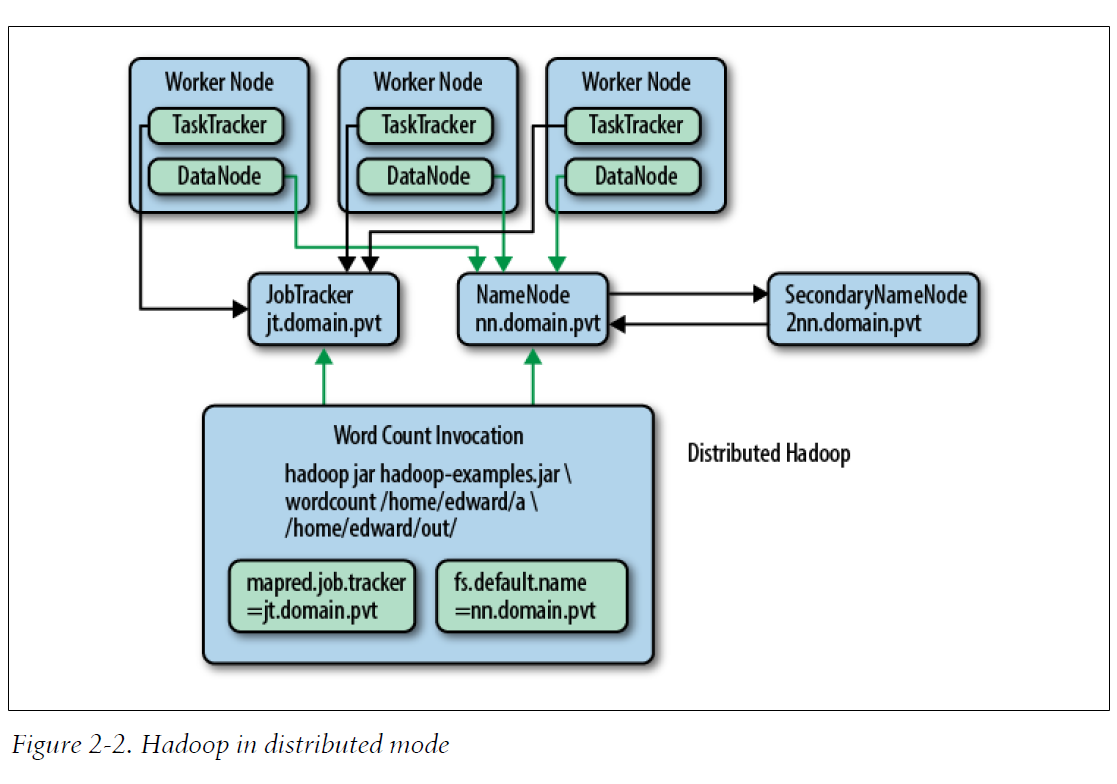 Worker Node
TaskTracker
DataNode
Worker Node
TaskTracker
DataNode
Worker Node
TaskTracker
DataNode
JobTracker
jt.domain.pvt
NameNode
nn.domain.pvt
SecondaryNameNode
2nn.domain.pvt
Word Count Invocation
hadoop jar hadoop-examples.jar \
wordcount /home/edward/a \
/home/edward/out/
mapred.job.tracker
=jt.domain.pvt
fs.default.name
=nn.domain.pvt
Distributed Hadoop
Figure 2-2. Hadoop in distributed mode